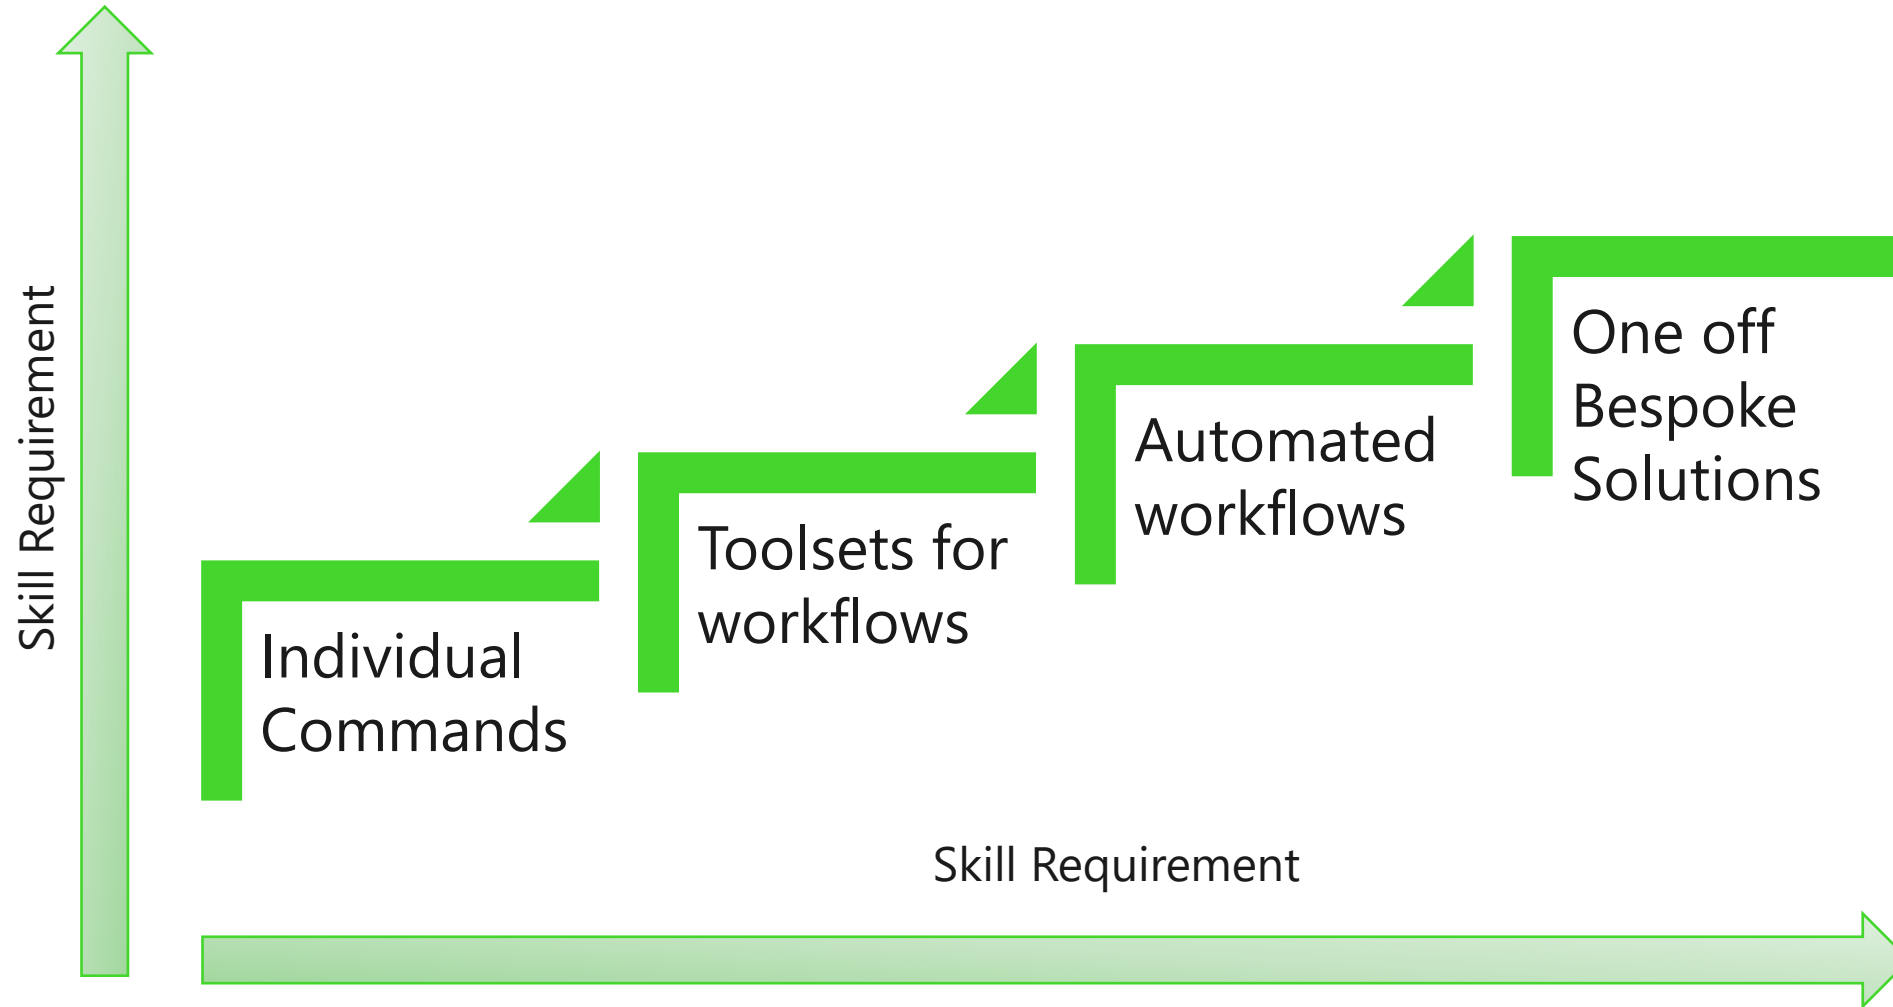 Skill Requirement
Individual
Commands
Toolsets for
workflows
Automated
workflows
One off
Bespoke
Solutions
Skill Requirement